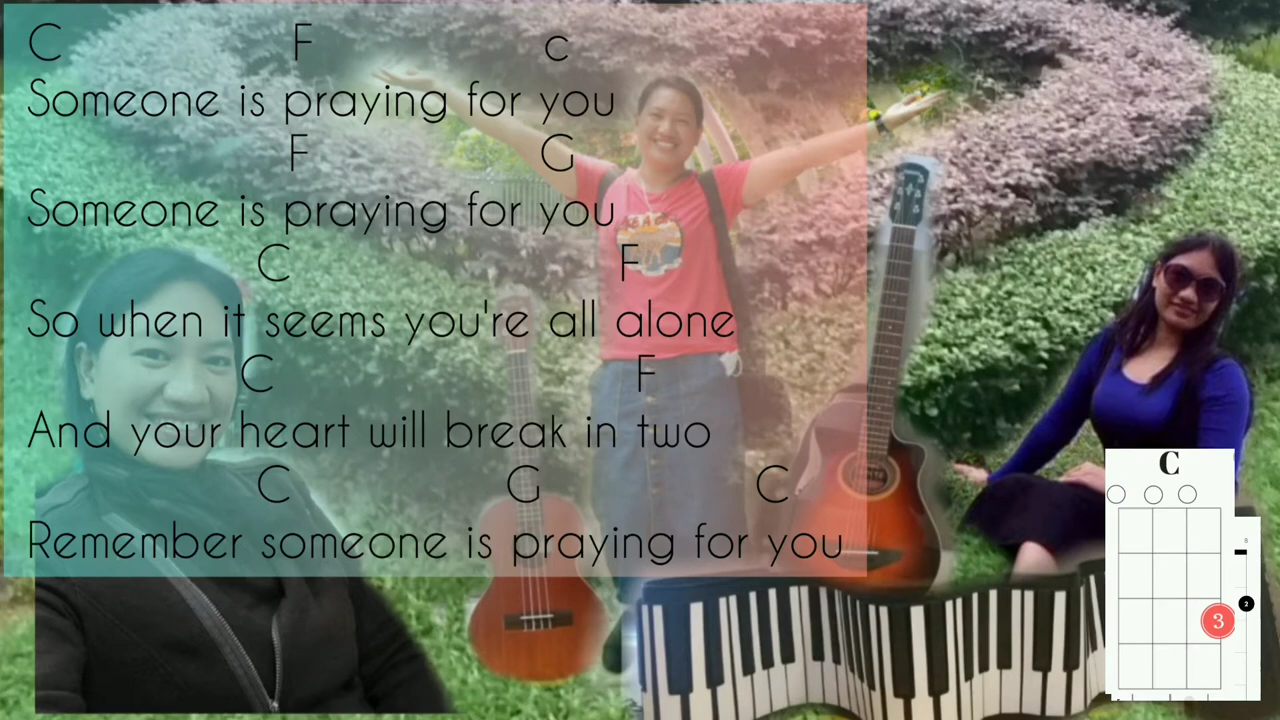 C F c
Someone is praying for you
F G
Someone is praying for you
C F
So when it seems you're all alone
C F
And your heart will break in two
C G C
Remember someone is praying for you
C
3
2